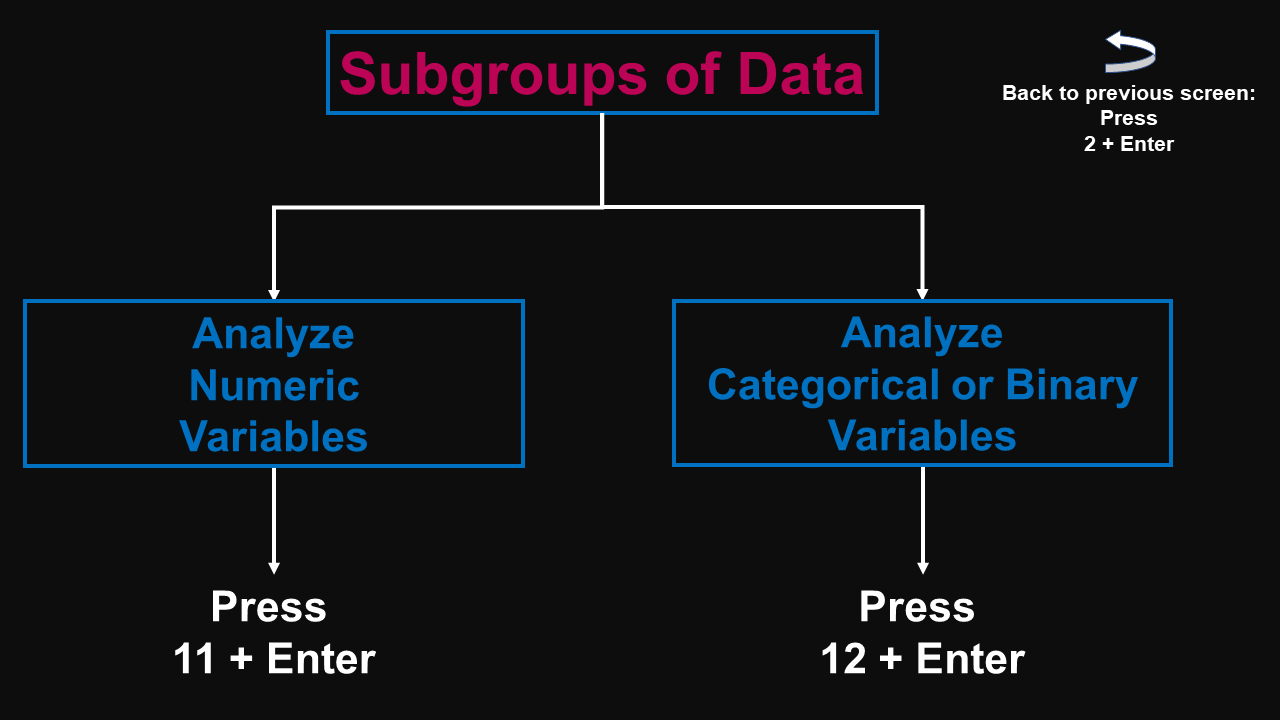 Subgroups of Data
Back to previous screen:
Press
2 + Enter
Analyze
Numeric
Variables
Analyze
Categorical or Binary
Variables
Press
11 + Enter
Press
12 + Enter